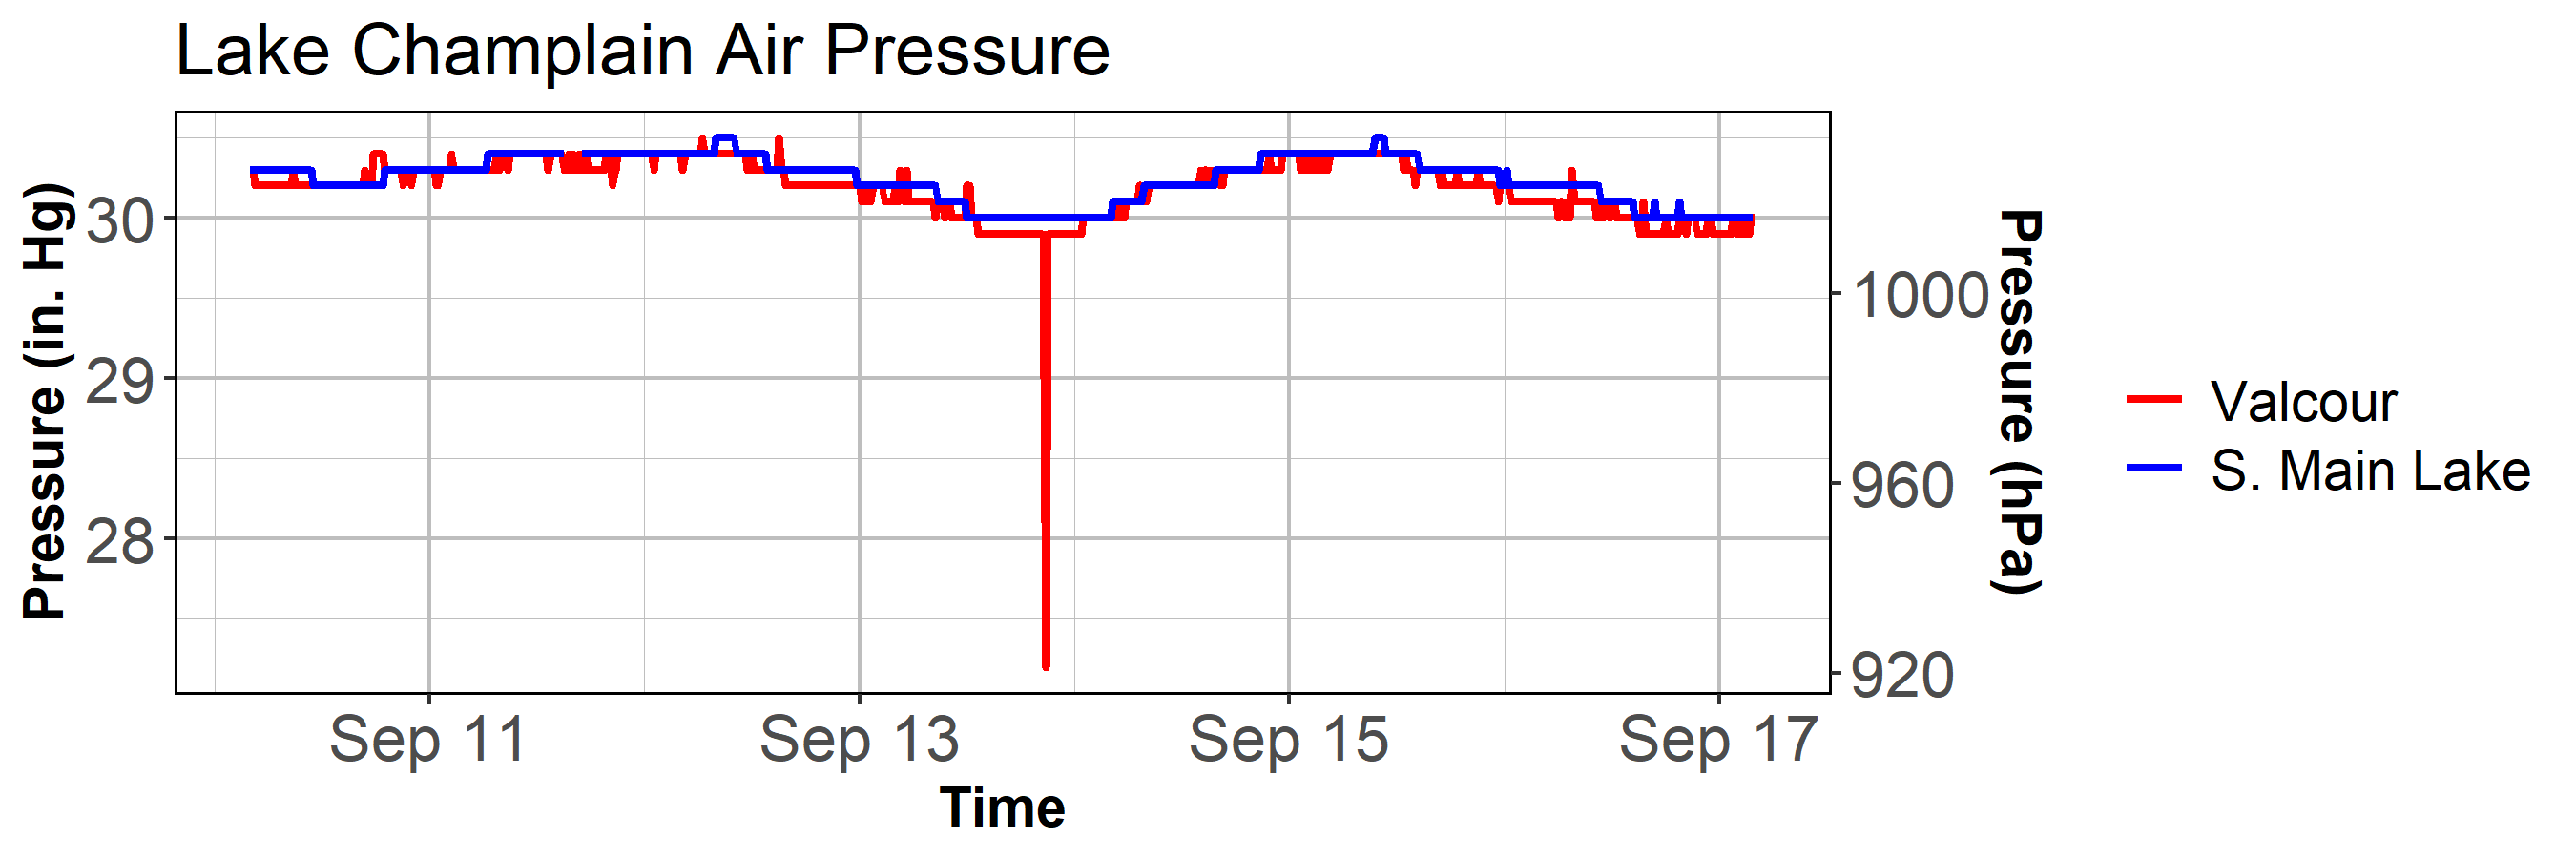 Lake Champlain Air Pressure
Pressure (in. Hg)
30
29
28
1000
960
920
Pressure (hPa)
Sep 11
Sep 13
Sep 15
Sep 17
Time
Valcour
S. Main Lake